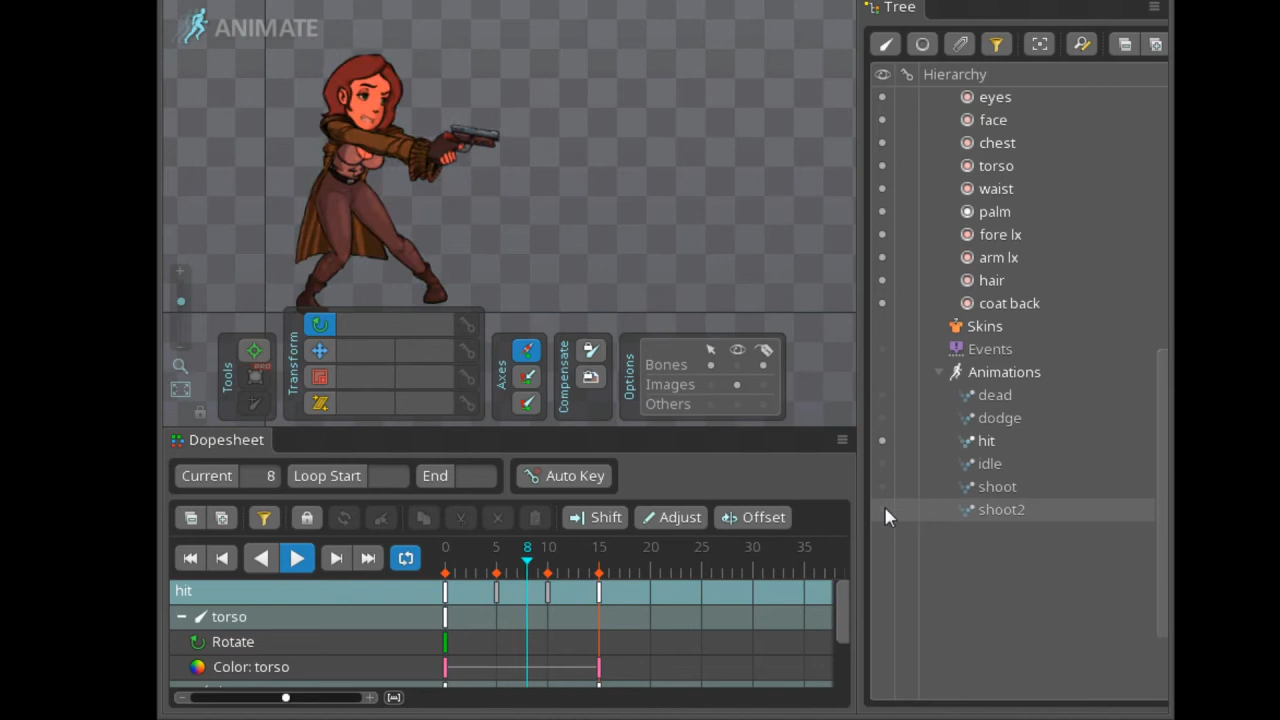 ANIMATE
Tree
Hierarchy
eyes
face
chest
torso
waist
palm
fore lx
arm lx
hair
coat back
Skins
Events
Animations
dead
dodge
hit
idle
shoot
shoot2
Tools
PRO
Transform
Axes
Compensate
Options
Bones
Images
Others
Dopesheet
Current 8 Loop Start End Auto Key
Shift Adjust Offset
0 5 8 10 15 20 25 30 35
hit
torso
Rotate
Color: torso